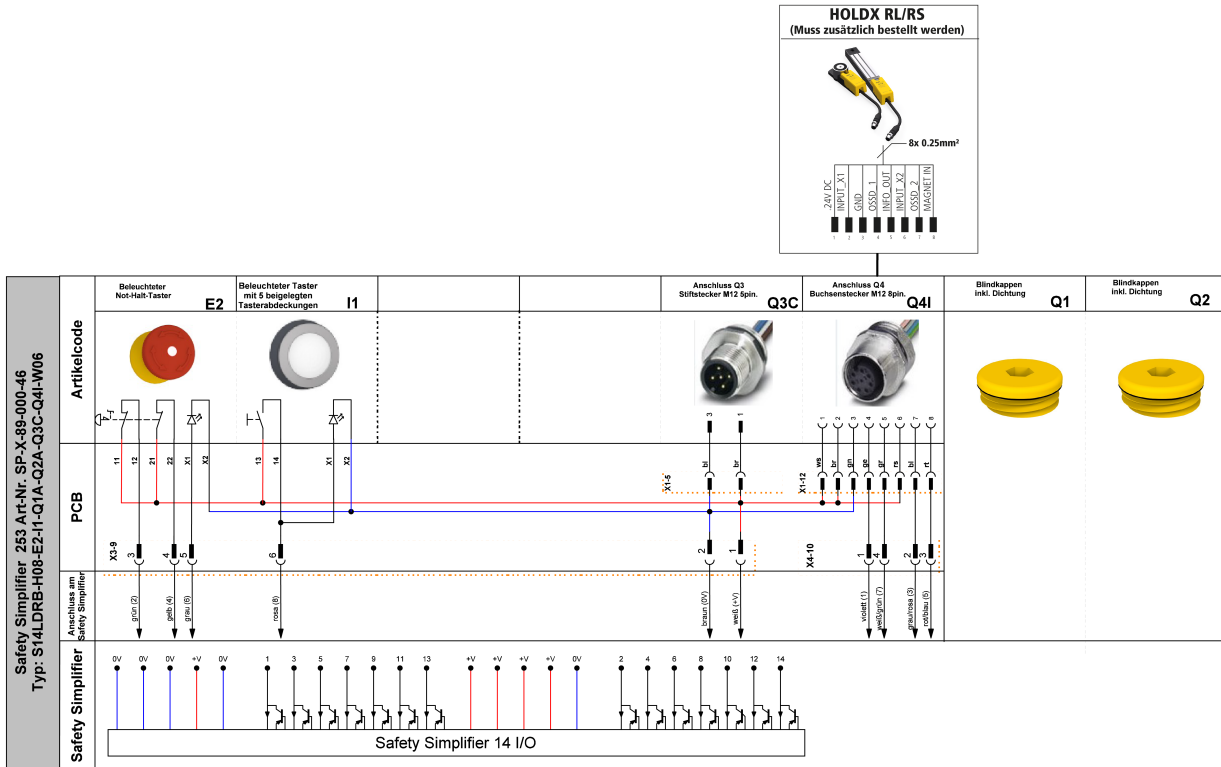 HOLDX RL/RS
(Muss zusätzlich bestellt werden)
8x 0.25mm²
24V DC
INPUT_X1
GND
OSSD_1
INFO_OUT
INPUT_X2
OSSD_2
MAGNET IN
1 2 3 4 5 6 7 8
Safety Simplifier 253 Art-Nr. SP-X-89-000-46
Typ: S14LDRB-H08-E2-I1-Q1A-Q2A-Q3C-Q4I-W06
Artikelcode
Beleuchteter
Not-Halt-Taster
E2
Beleuchteter Taster
mit 5 beigelegten
Tasterabdeckungen
I1
Anschluss Q3
Stiftstecker M12 5pin.
Q3C
Anschluss Q4
Buchsenstecker M12 8pin.
Q4I
Blindkappen
inkl. Dichtung
Q1
Blindkappen
inkl. Dichtung
Q2
3 1
1 2 3 4 5 6 7 8
PCB
11 12 21 22 X1 X2
13 14 X1 X2
X1-5
bl br
X1-12
ws br gn ge gr rs bl rt
X3-9
3 4 5 6 2 1
X4-10
1 4 2 3
Anschluss am
Safety Simplifier
grün (2)
gelb (4)
grau (6)
rosa (8)
braun (0V)
weiß (+V)
violett (1)
weiß/grün (7)
grau/rosa (3)
rot/blau (5)
Safety Simplifier
0V 0V 0V +V 0V 1 3 5 7 9 11 13 +V +V +V +V 0V 2 4 6 8 10 12 14
Safety Simplifier 14 I/O